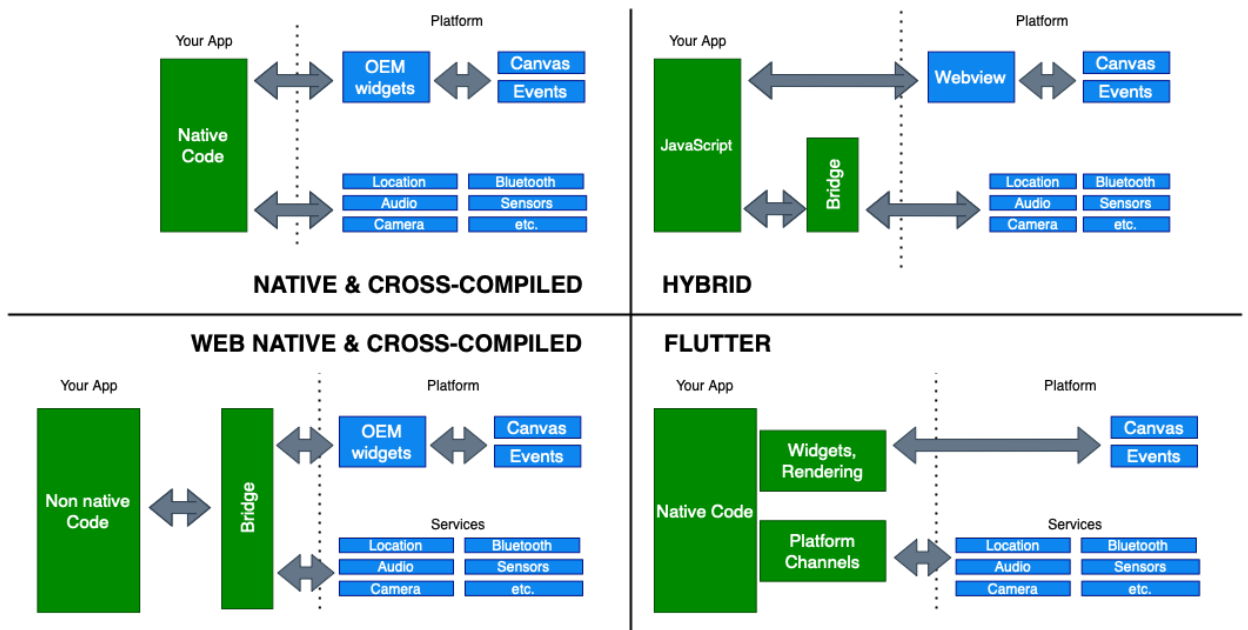 Platform
Your App
Native
Code
OEM
widgets
Canvas
Events
Location
Bluetooth
Audio
Sensors
Camera
etc.
NATIVE & CROSS-COMPILED
Platform
Your App
JavaScript
Bridge
Webview
Canvas
Events
Location
Bluetooth
Audio
Sensors
Camera
etc.
HYBRID
WEB NATIVE & CROSS-COMPILED
Your App
Platform
Non native
Code
Bridge
OEM
widgets
Canvas
Events
Services
Location
Bluetooth
Audio
Sensors
Camera
etc.
FLUTTER
Your App
Platform
Native Code
Widgets,
Rendering
Platform
Channels
Canvas
Events
Services
Location
Bluetooth
Audio
Sensors
Camera
etc.